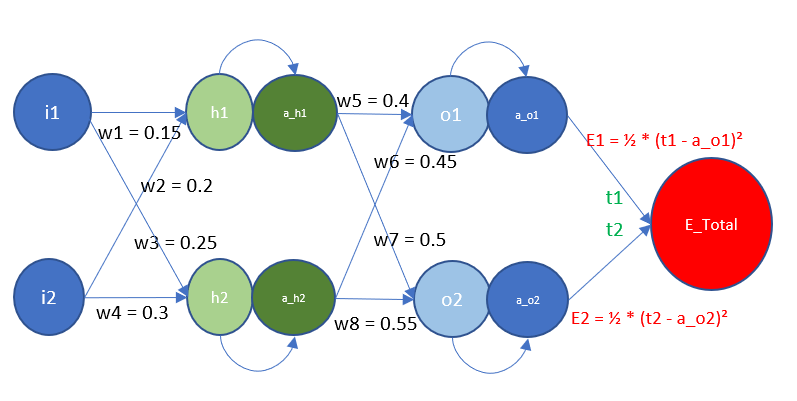 i1
h1
a_h1
w5 = 0.4
o1
a_o1
w1 = 0.15
E1 = ½ * (t1 - a_o1)²
w6 = 0.45
w2 = 0.2
t1
t2
E_Total
w3 = 0.25
w7 = 0.5
i2
h2
a_h2
o2
a_o2
w4 = 0.3
w8 = 0.55
E2 = ½ * (t2 - a_o2)²